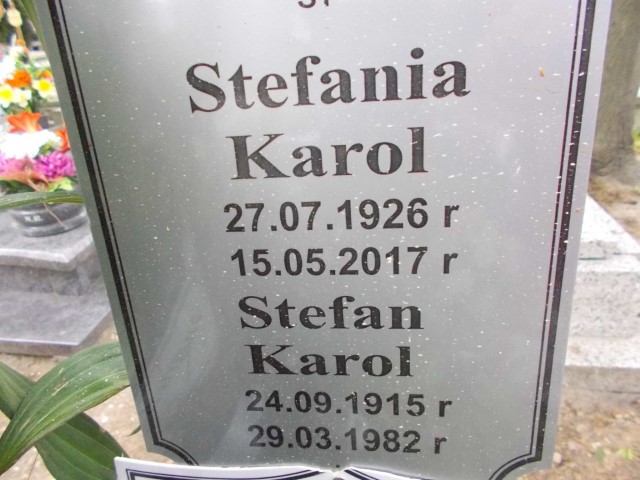 Stefania
Karol
27.07.1926 r
15.05.2017 r
Stefan
Karol
24.09.1915 r
29.03.1982 r